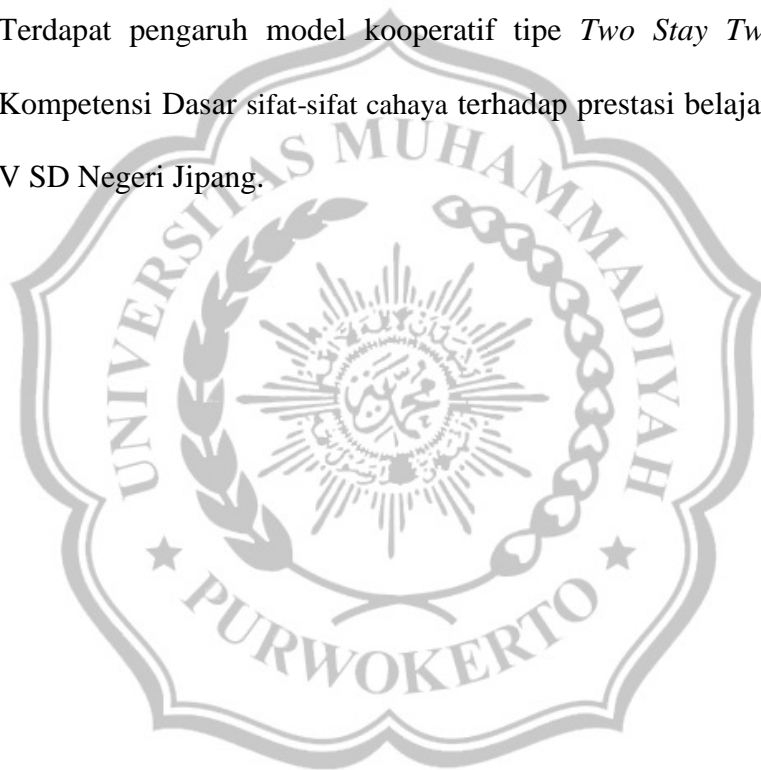 Terdapat pengaruh model kooperatif tipe Two Stay Tw
Kompetensi Dasar sifat-sifat cahaya terhadap prestasi belaja
V SD Negeri Jipang.
UNIVERSITAS MUHAMMADIYAH
PURWOKERTO